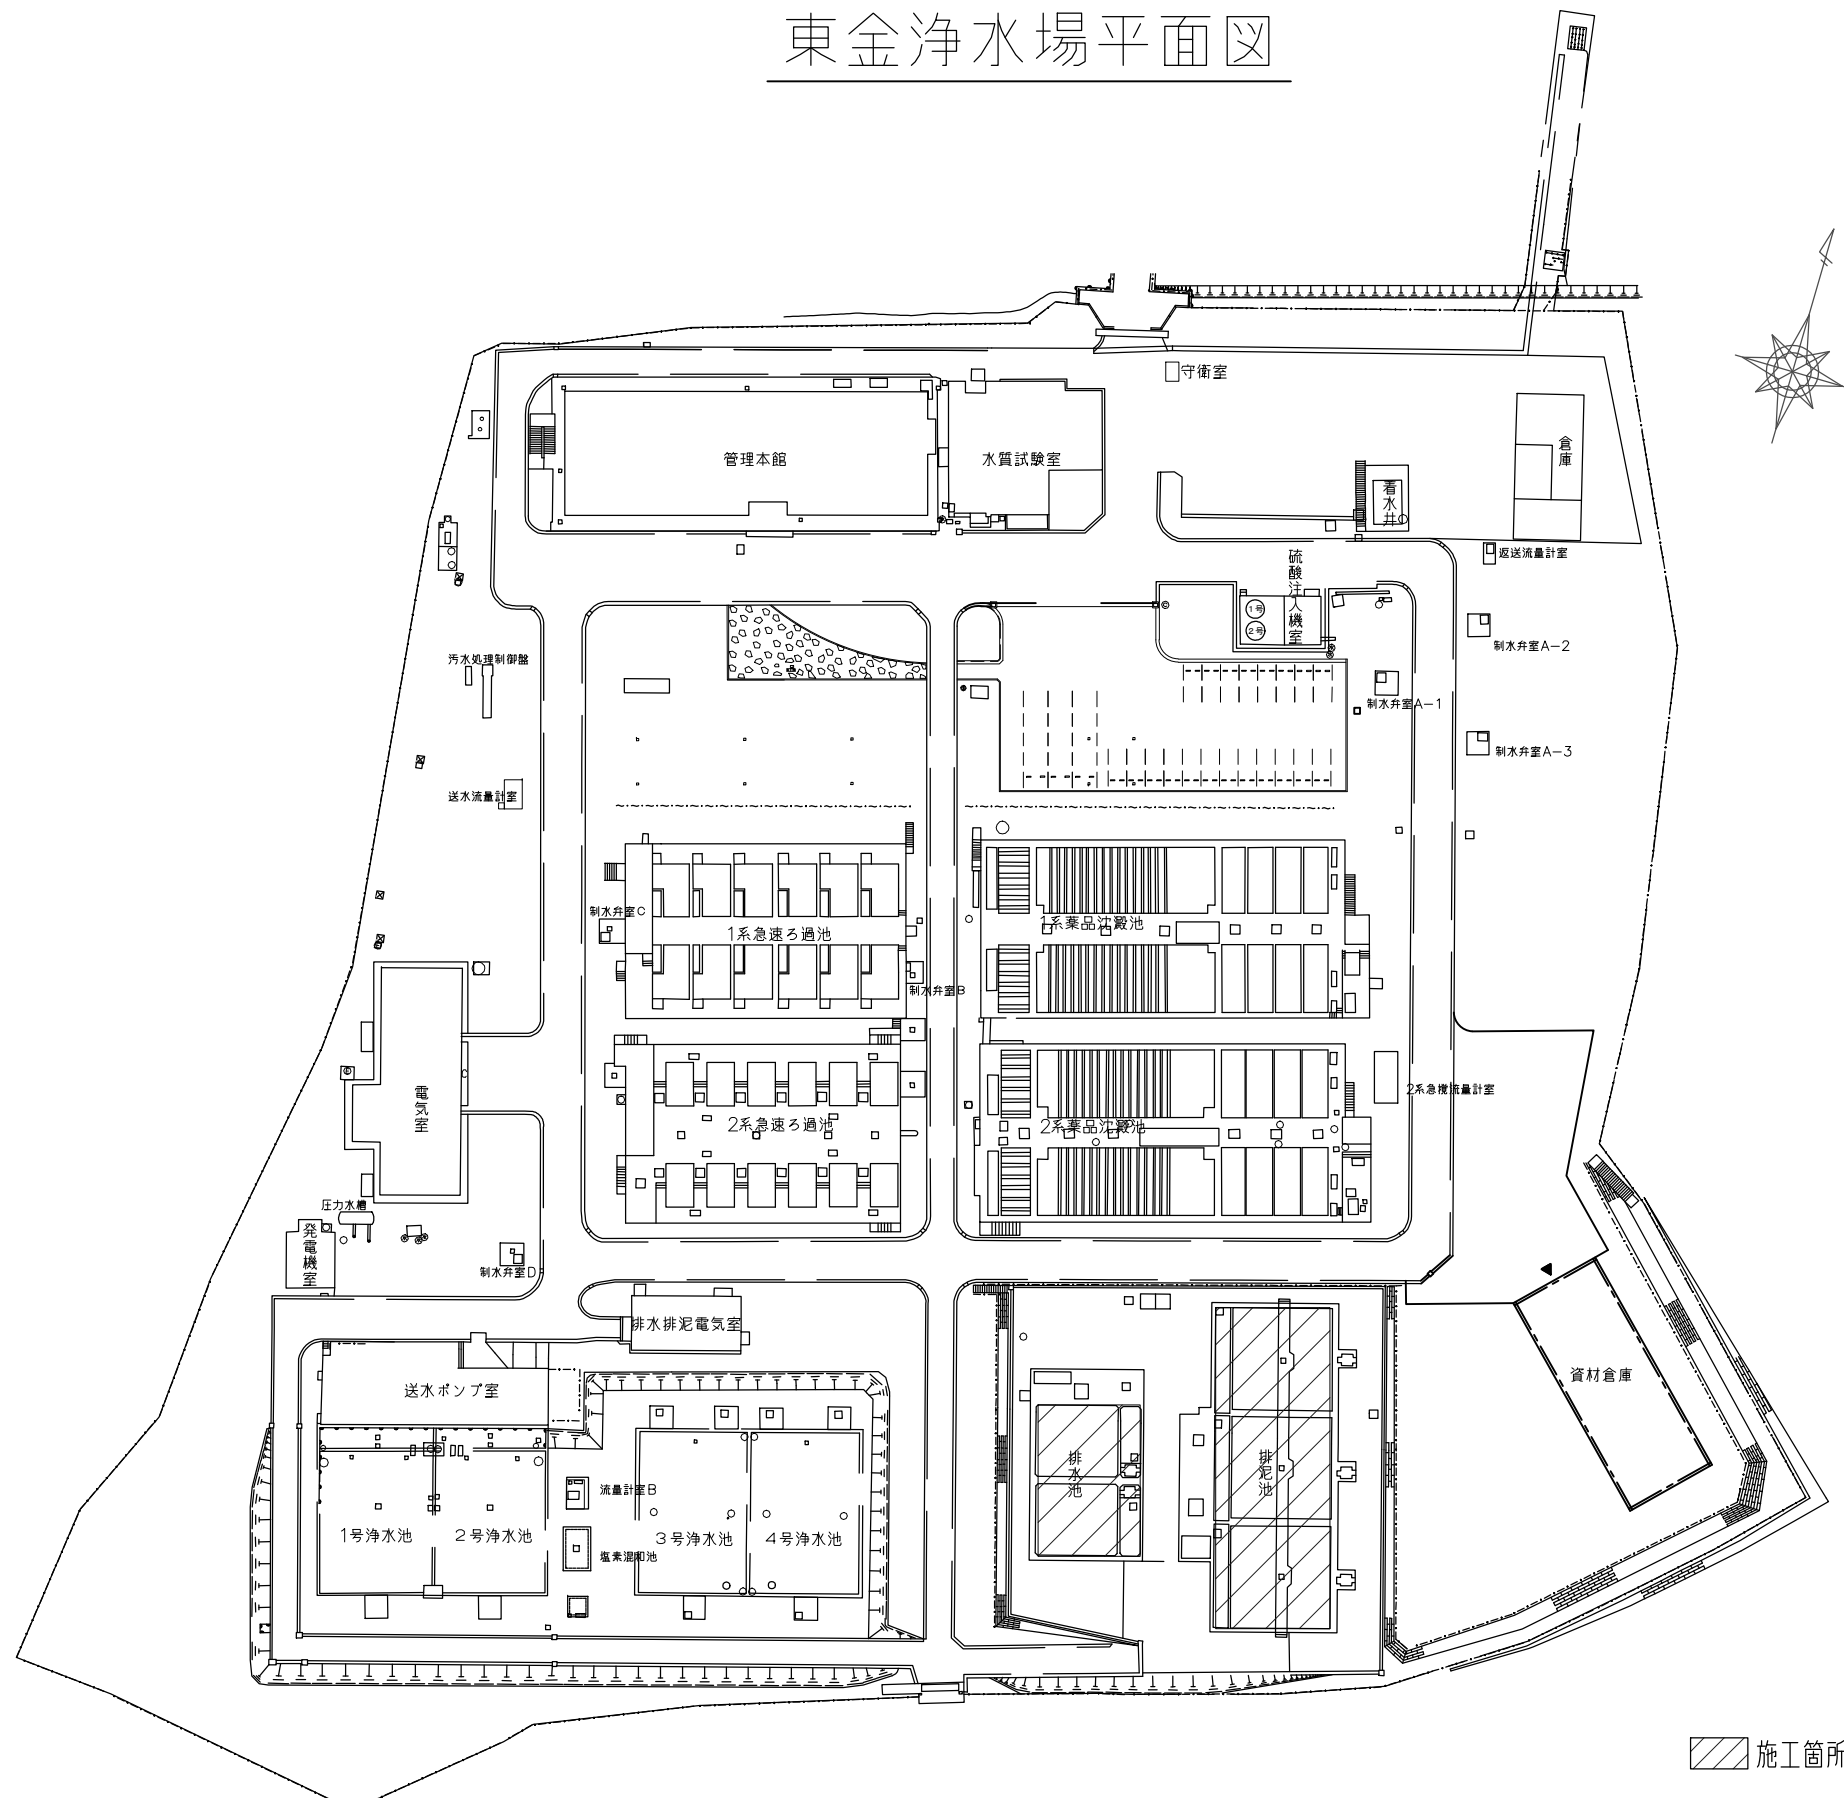 東金浄水場平面図
守衛室
管理本館
水質試験室
倉庫
着水井
返送流量計室
硫酸注入機室
1号
2号
制水弁室A-2
汚水処理制御盤
制水弁室A-1
制水弁室A-3
送水流量計室
制水弁室C
1系急速ろ過池
1系薬品沈澱池
制水弁室B
電気室
2系急攪流量計室
2系急速ろ過池
2系薬品沈澱池
圧力水槽
発電機室
制水弁室D
排水排泥電気室
送水ポンプ室
資材倉庫
排水池
排泥池
流量計室B
1号浄水池
2号浄水池
3号浄水池
4号浄水池
塩素混和池
施工箇所